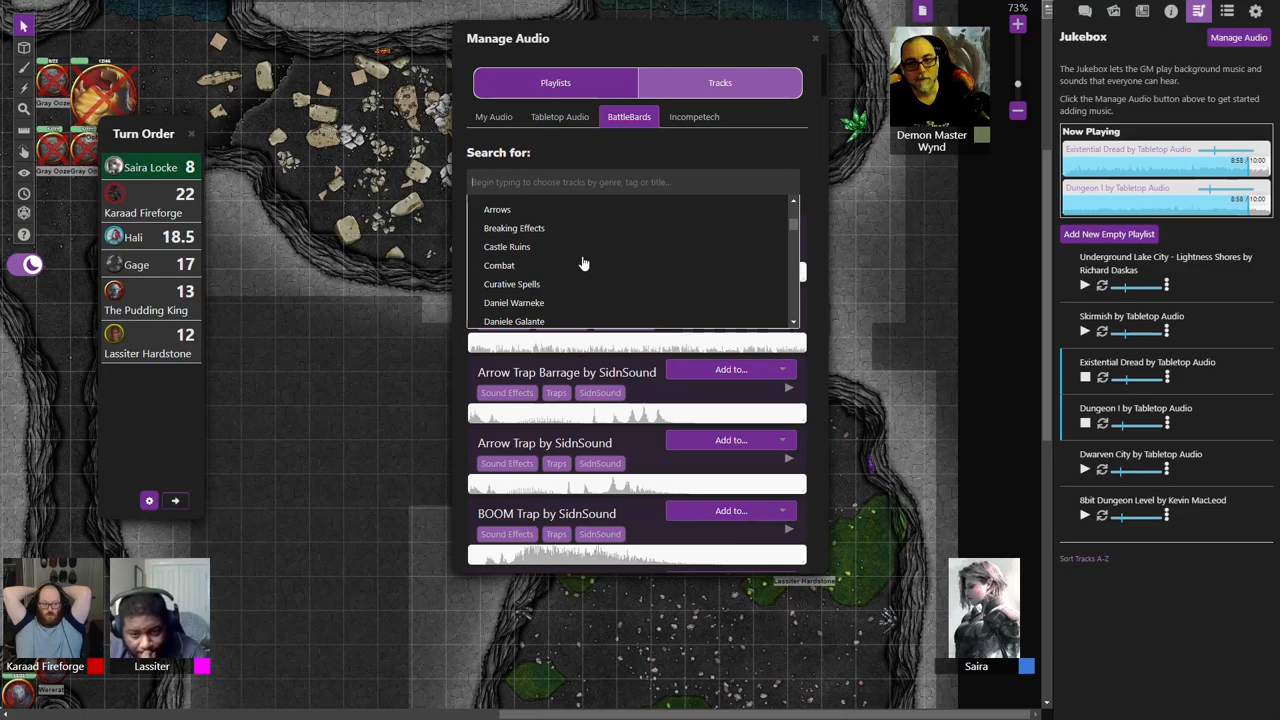 73%
Gray Ooze
Gray Ooze
Gray Ooze
Turn Order
Saira Locke 8
22
Karaad Fireforge
Hali 18.5
Gage 17
13
The Pudding King
12
Lassiter Hardstone
Manage Audio
Playlists
Tracks
My Audio
Tabletop Audio
BattleBards
Incompetech
Search for:
Begin typing to choose tracks by genre, tag or title...
Arrows
Breaking Effects
Castle Ruins
Combat
Curative Spells
Daniel Warneke
Daniele Galante
Arrow Trap Barrage by SidnSound
Add to...
Sound Effects
Traps
SidnSound
Arrow Trap by SidnSound
Add to...
Sound Effects
Traps
SidnSound
BOOM Trap by SidnSound
Add to...
Sound Effects
Traps
SidnSound
Demon Master
Wynd
Lassiter Hardstone
Karaad Fireforge
Lassiter
Saira
Wererat
Jukebox
Manage Audio
The Jukebox lets the GM play background music and
sounds that everyone can hear.
Click the Manage Audio button above to get started
adding music.
Now Playing
Existential Dread by Tabletop Audio
8:58 / 10:00
Dungeon I by Tabletop Audio
8:58 / 10:00
Add New Empty Playlist
Underground Lake City - Lightness Shores by
Richard Daskas
Skirmish by Tabletop Audio
Existential Dread by Tabletop Audio
Dungeon I by Tabletop Audio
Dwarven City by Tabletop Audio
8bit Dungeon Level by Kevin MacLeod
Sort Tracks A-Z